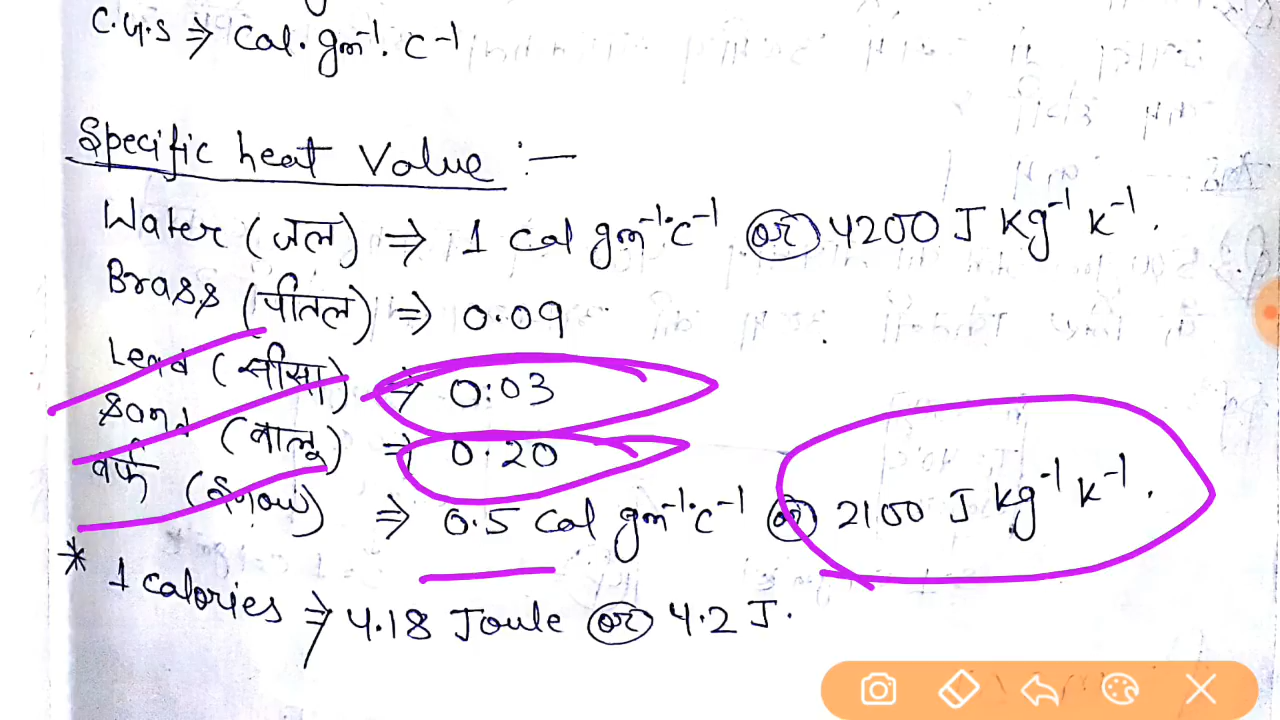 C.G.S ⇒ Cal. gm⁻¹. c⁻¹
Specific heat Value :—
Water (जल) ⇒ 1 Cal gm⁻¹.c⁻¹ or 4200 J Kg⁻¹ k⁻¹.
Brass (पीतल) ⇒ 0.09
Lead (सीसा) ⇒ 0:03
Sand (बालू) ⇒ 0.20
बर्फ ⇒ 0.5 Cal gm⁻¹.c⁻¹ or 2100 J kg⁻¹ k⁻¹.
* 1 calories ⇒ 4.18 Joule or 4.2 J.